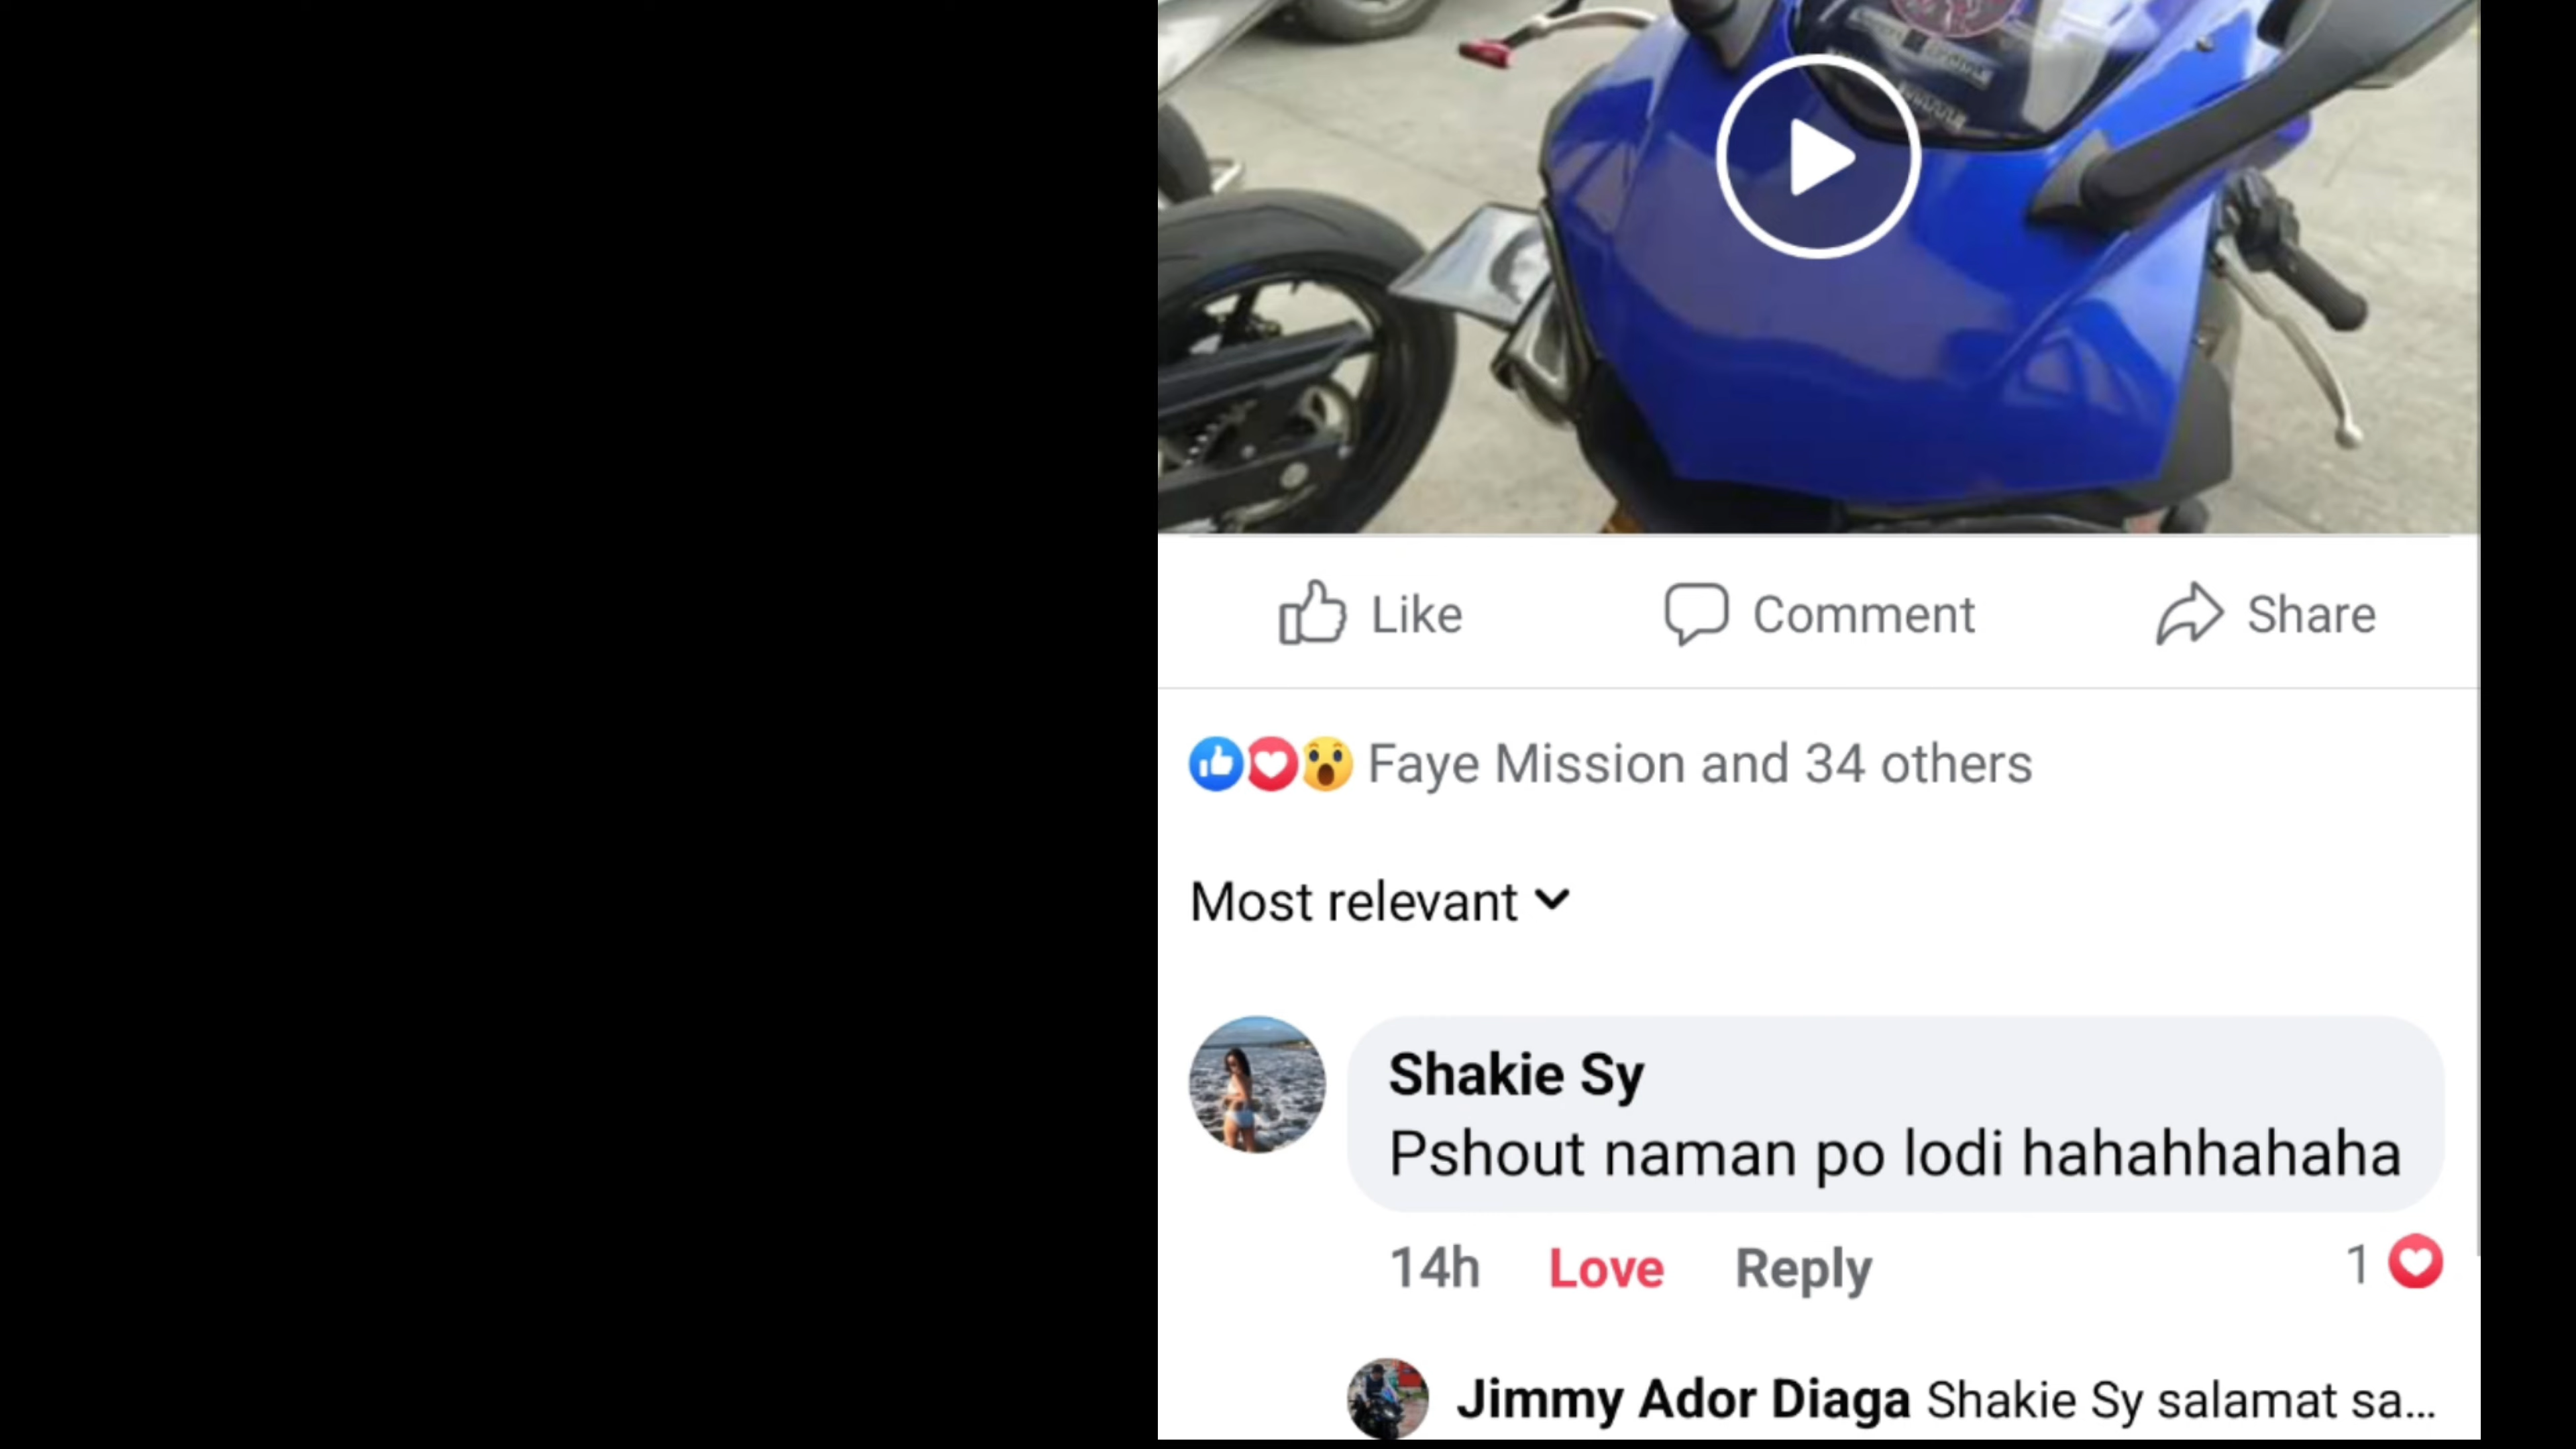 Like
Comment
Share
Faye Mission and 34 others
Most relevant
Shakie Sy
Pshout naman po lodi hahahhahaha
14h Love Reply 1
Jimmy Ador Diaga Shakie Sy salamat sa...